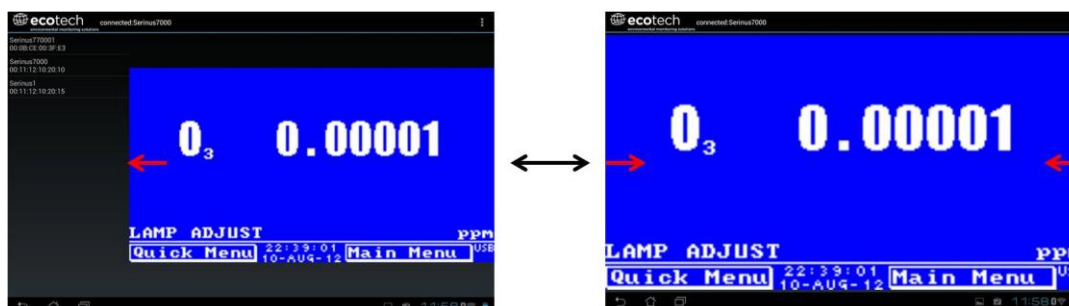 ecotech connected:Serinus7000
environmental monitoring solutions
Serinus770001
00:0B:CE:00:3F:E3
Serinus7000
00:11:12:10:20:10
Serinus1
00:11:12:10:20:15
O3 0.00001
LAMP ADJUST ppm
Quick Menu 22:39:01 Main Menu USB
10-AUG-12
11:58
ecotech connected:Serinus7000
environmental monitoring solutions
O3 0.00001
LAMP ADJUST pp
Quick Menu 22:39:01 Main Menu U
10-AUG-12
11:58